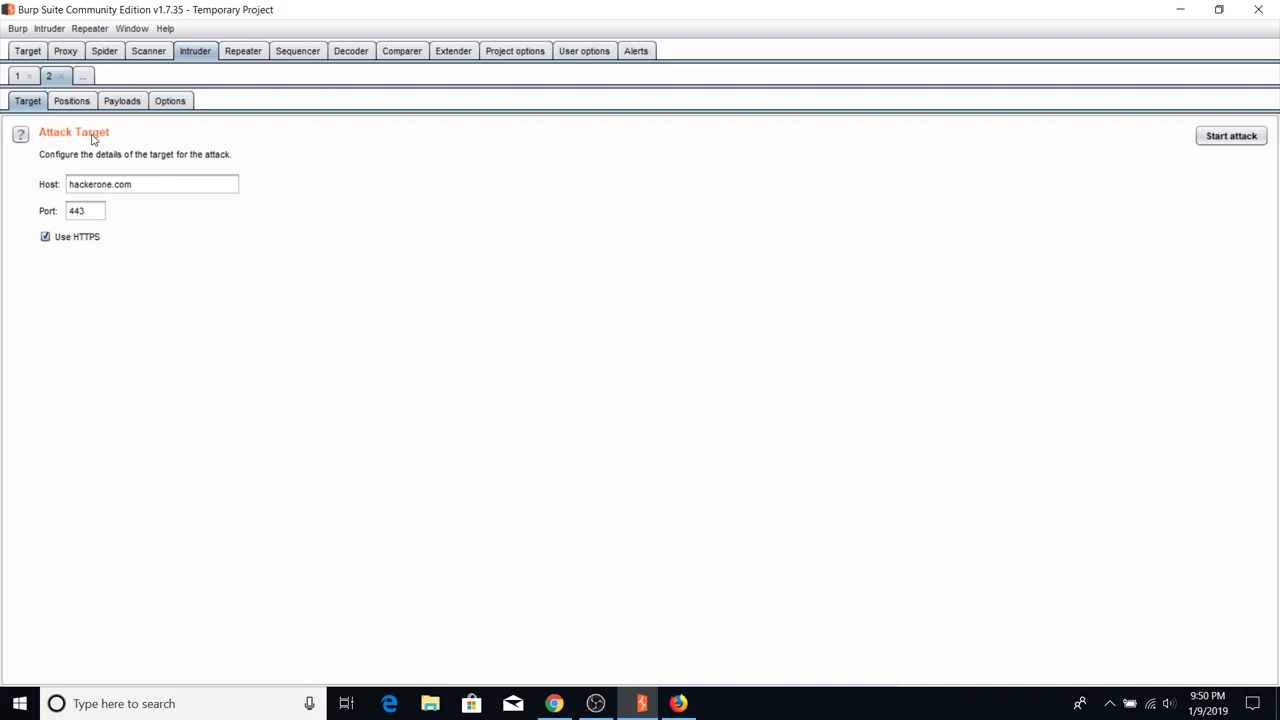 Burp Suite Community Edition v1.7.35 - Temporary Project
Burp Intruder Repeater Window Help
Target Proxy Spider Scanner Intruder Repeater Sequencer Decoder Comparer Extender Project options User options Alerts
1 × 2 × ...
Target Positions Payloads Options
? Attack Target
Start attack
Configure the details of the target for the attack.
Host: hackerone.com
Port: 443
Use HTTPS
Type here to search
9:50 PM
1/9/2019